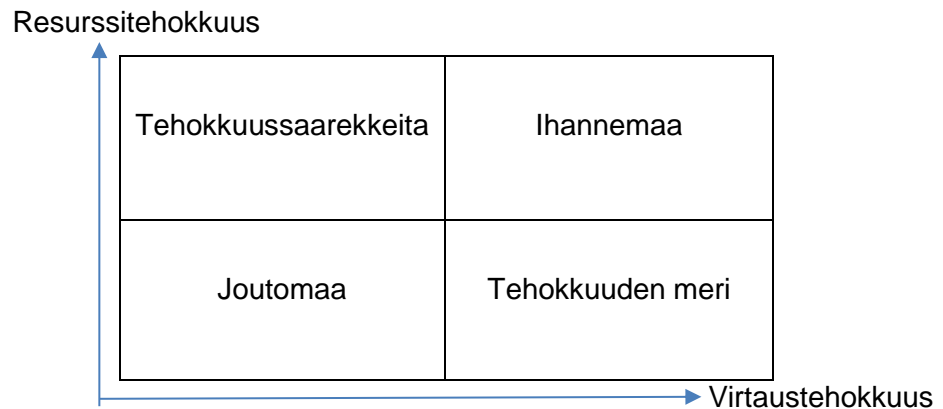 Resurssitehokkuus
Tehokkuussaarekkeita
Ihannemaa
Joutomaa
Tehokkuuden meri
Virtaustehokkuus